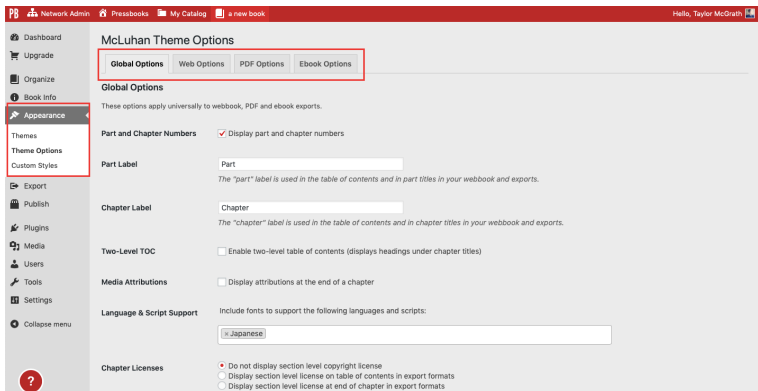 PB Network Admin Pressbooks My Catalog a new book Hello, Taylor McGrath
Dashboard
Upgrade
Organize
Book Info
Appearance
Themes
Theme Options
Custom Styles
Export
Publish
Plugins
Media
Users
Tools
Settings
Collapse menu
?
McLuhan Theme Options
Global Options Web Options PDF Options Ebook Options
Global Options
These options apply universally to webbook, PDF and ebook exports.
Part and Chapter Numbers Display part and chapter numbers
Part Label Part
The "part" label is used in the table of contents and in part titles in your webbook and exports.
Chapter Label Chapter
The "chapter" label is used in the table of contents and in chapter titles in your webbook and exports.
Two-Level TOC Enable two-level table of contents (displays headings under chapter titles)
Media Attributions Display attributions at the end of a chapter
Language & Script Support Include fonts to support the following languages and scripts:
× Japanese
Chapter Licenses Do not display section level copyright license
Display section level license on table of contents in export formats
Display section level license at end of chapter in export formats